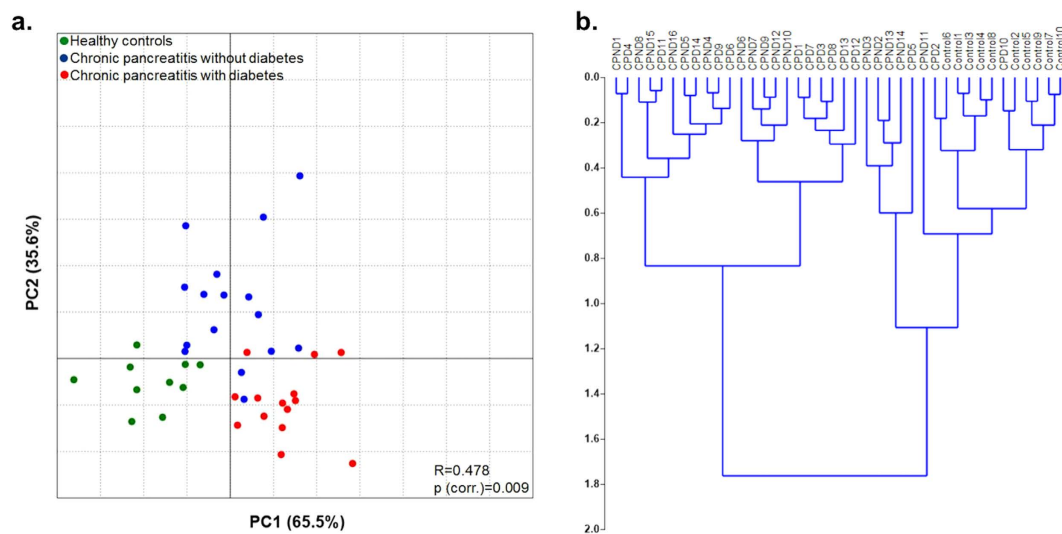 a.
Healthy controls
Chronic pancreatitis without diabetes
Chronic pancreatitis with diabetes
PC2 (35.6%)
R=0.478
p (corr.)=0.009
PC1 (65.5%)
b.
CPND1
CPD4
CPND8
CPND15
CPD11
CPND16
CPND5
CPD14
CPND4
CPD9
CPD6
CPND6
CPND7
CPND9
CPND12
CPND10
CPD1
CPD7
CPD3
CPD8
CPD13
CPD12
CPND3
CPND2
CPND13
CPND14
CPD5
CPND11
CPD2
Control6
Control1
Control3
Control4
Control8
CPD10
Control2
Control5
Control9
Control7
Control10
0.0
0.2
0.4
0.6
0.8
1.0
1.2
1.4
1.6
1.8
2.0